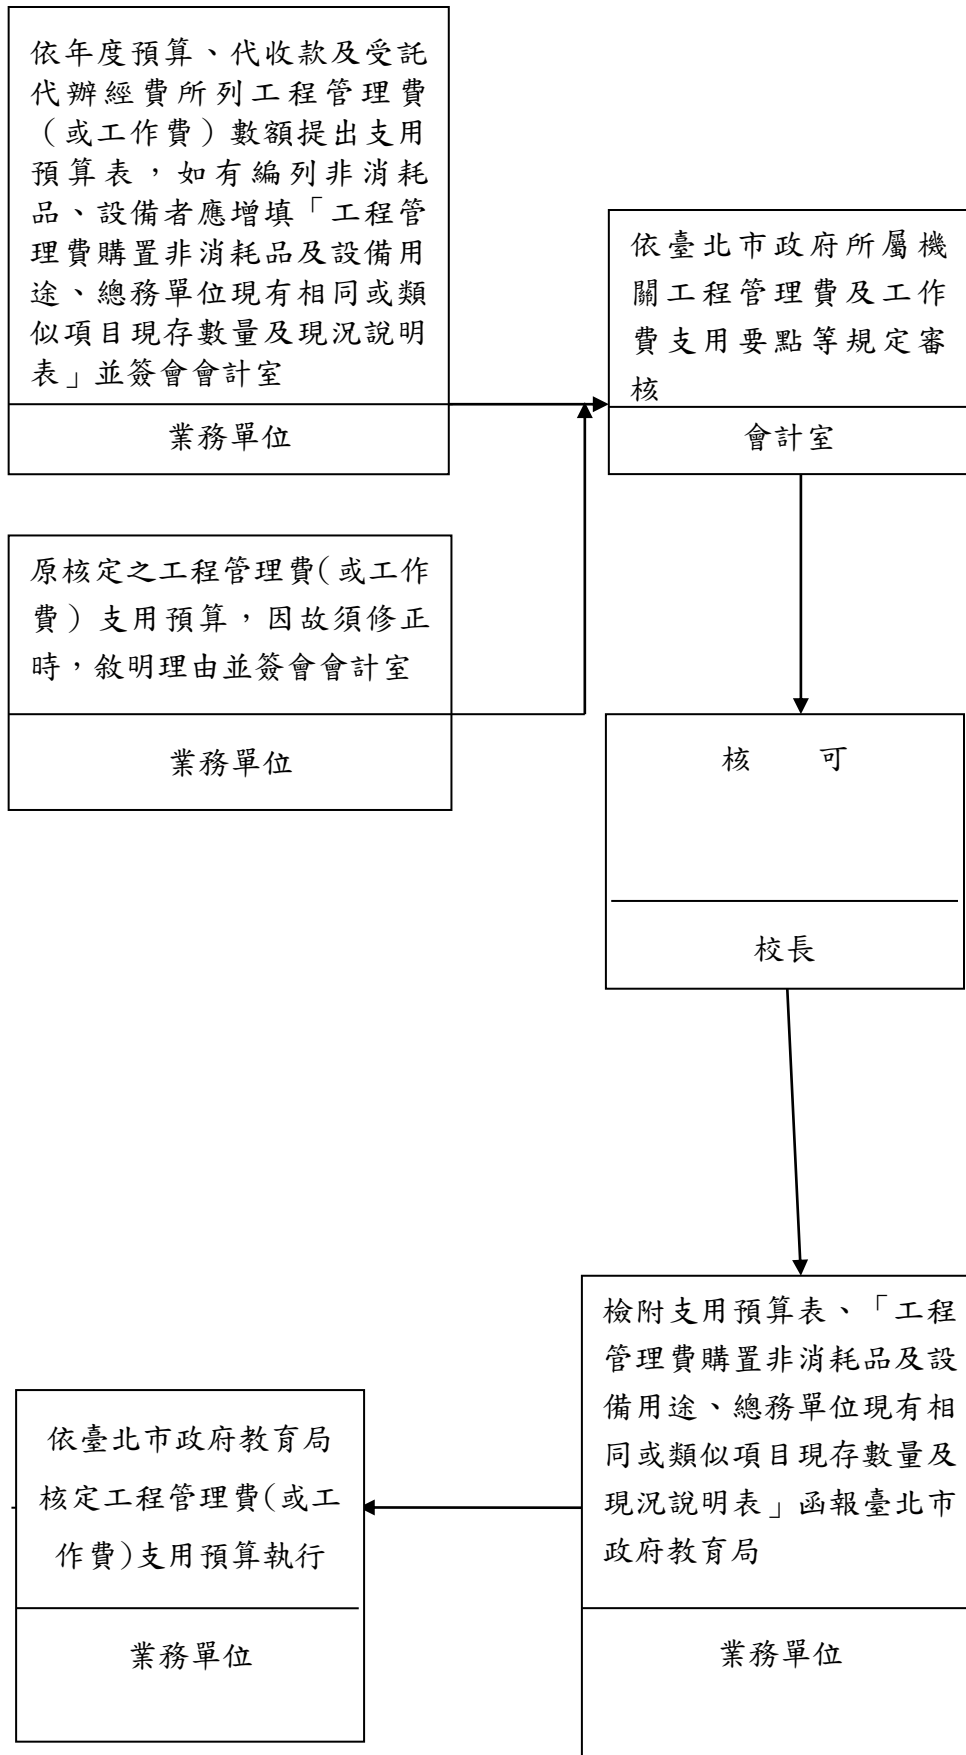 依年度預算、代收款及受託
代辦經費所列工程管理費
（或工作費）數額提出支用
預算表，如有編列非消耗
品、設備者應增填「工程管
理費購置非消耗品及設備用
途、總務單位現有相同或類
似項目現存數量及現況說明
表」並簽會會計室
業務單位
依臺北市政府所屬機
關工程管理費及工作
費支用要點等規定審
核
會計室
原核定之工程管理費(或工作
費）支用預算，因故須修正
時，敘明理由並簽會會計室
業務單位
核　　可
校長
檢附支用預算表、「工程
管理費購置非消耗品及設
備用途、總務單位現有相
同或類似項目現存數量及
現況說明表」函報臺北市
政府教育局
業務單位
依臺北市政府教育局
核定工程管理費(或工
作費)支用預算執行
業務單位